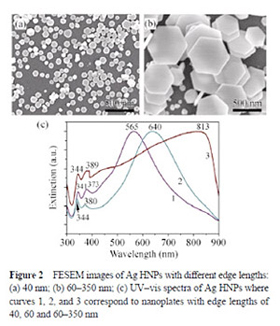 (a)
(b)
500 nm
(c)
565
640
813
344
389
341
373
380
344
3
2
1
Extinction (a.u.)
300 400 500 600 700 800 900
Wavelength (nm)
Figure 2 FESEM images of Ag HNPs with different edge lengths:
(a) 40 nm; (b) 60–350 nm; (c) UV–vis spectra of Ag HNPs where
curves 1, 2, and 3 correspond to nanoplates with edge lengths of
40, 60 and 60–350 nm